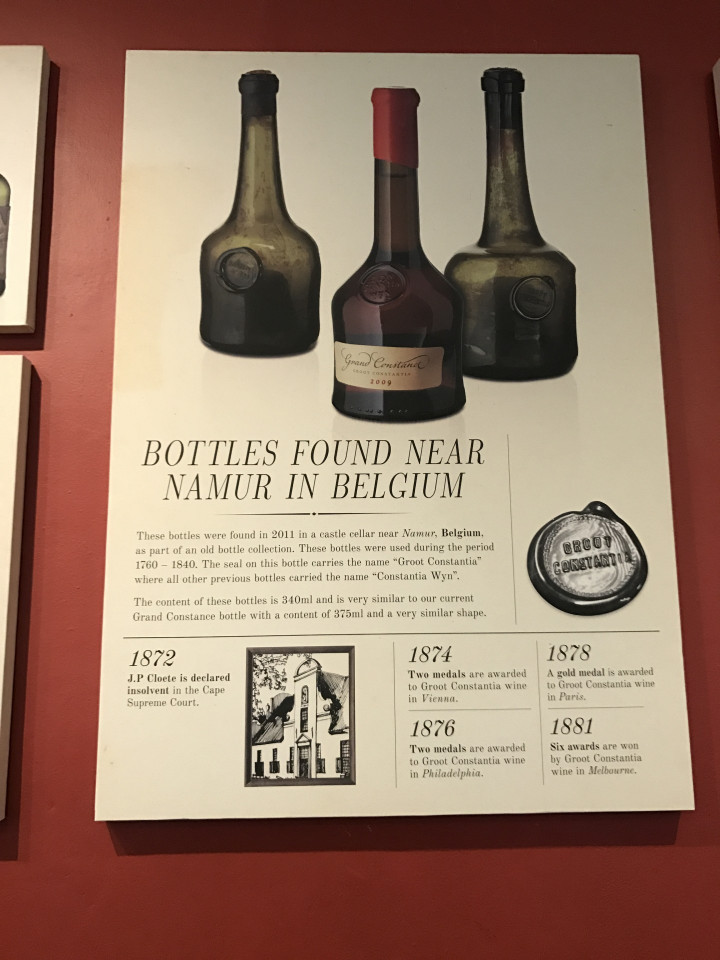 Grand Constance
GROOT CONSTANTIA
2009
BOTTLES FOUND NEAR
NAMUR IN BELGIUM
These bottles were found in 2011 in a castle cellar near Namur, Belgium,
as part of an old bottle collection. These bottles were used during the period
1760 – 1840. The seal on this bottle carries the name “Groot Constantia”
where all other previous bottles carried the name “Constantia Wyn”.
The content of these bottles is 340ml and is very similar to our current
Grand Constance bottle with a content of 375ml and a very similar shape.
GROOT
CONSTANTIA
1872
J.P Cloete is declared
insolvent in the Cape
Supreme Court.
1874
Two medals are awarded
to Groot Constantia wine
in Vienna.
1876
Two medals are awarded
to Groot Constantia wine
in Philadelphia.
1878
A gold medal is awarded
to Groot Constantia wine
in Paris.
1881
Six awards are won
by Groot Constantia
wine in Melbourne.